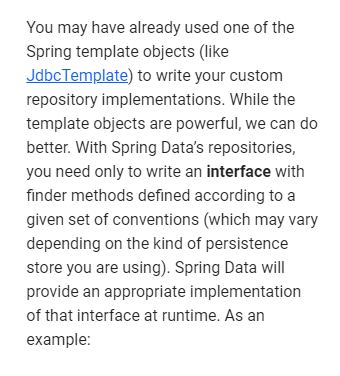 You may have already used one of the
Spring template objects (like
JdbcTemplate) to write your custom
repository implementations. While the
template objects are powerful, we can do
better. With Spring Data’s repositories,
you need only to write an interface with
finder methods defined according to a
given set of conventions (which may vary
depending on the kind of persistence
store you are using). Spring Data will
provide an appropriate implementation
of that interface at runtime. As an
example: